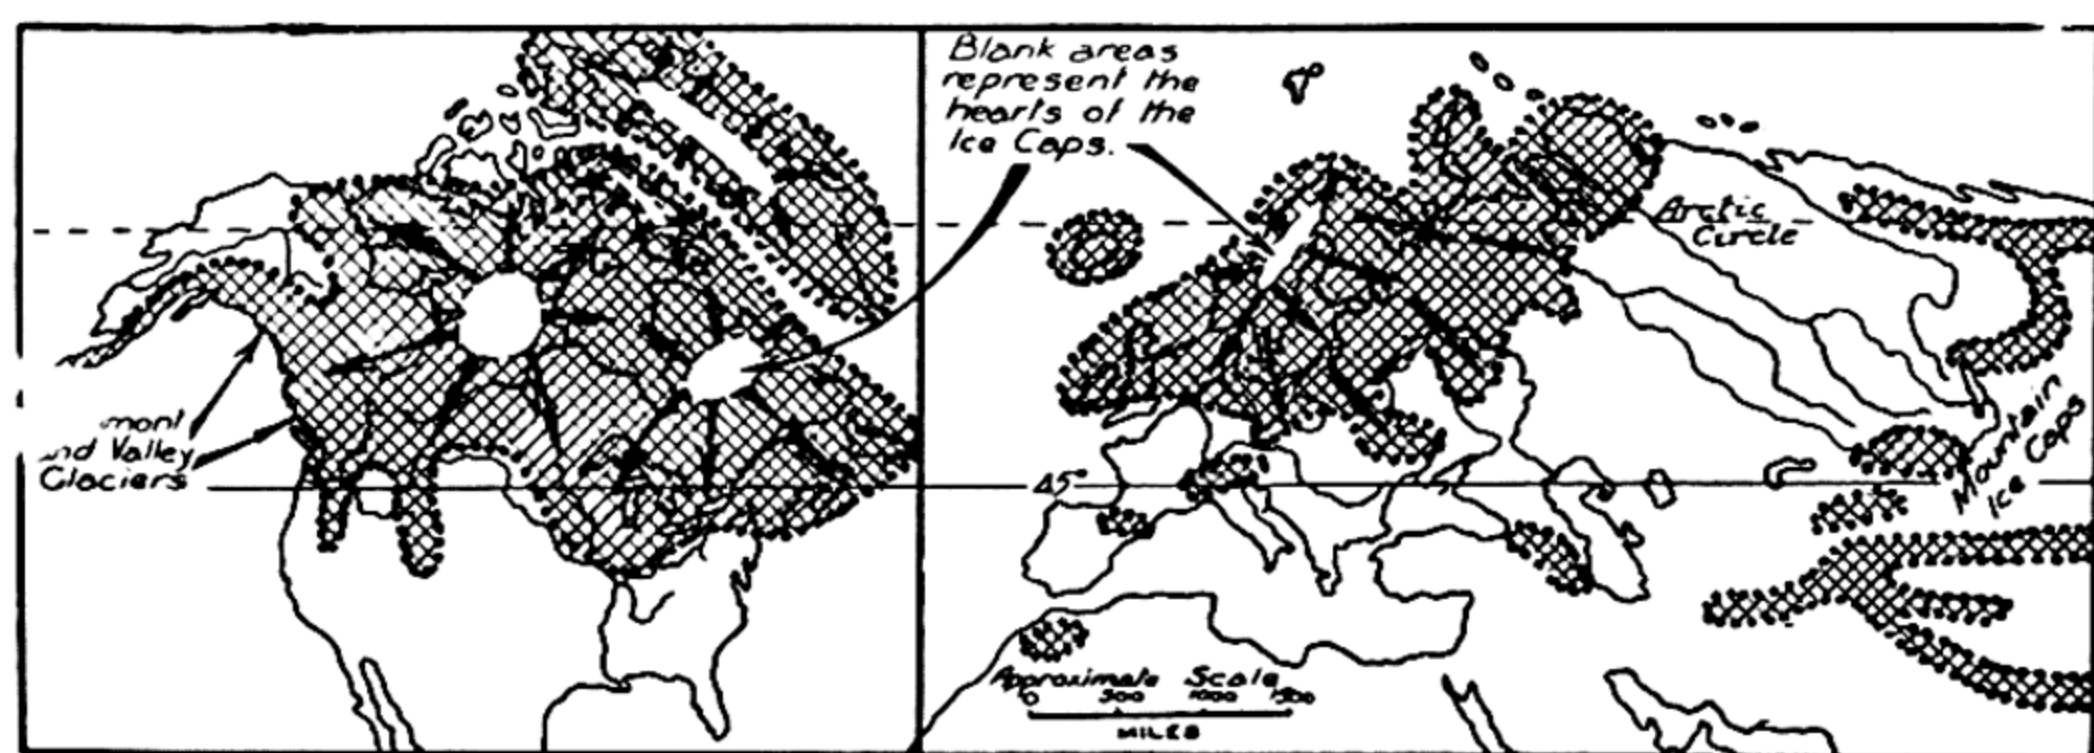 Blank areas
represent the
hearts of the
Ice Caps.
Arctic
Circle
mont
nd Valley
Glaciers
45°
Mountain
Ice Caps
Approximate Scale
0 500 1000 1500
MILES